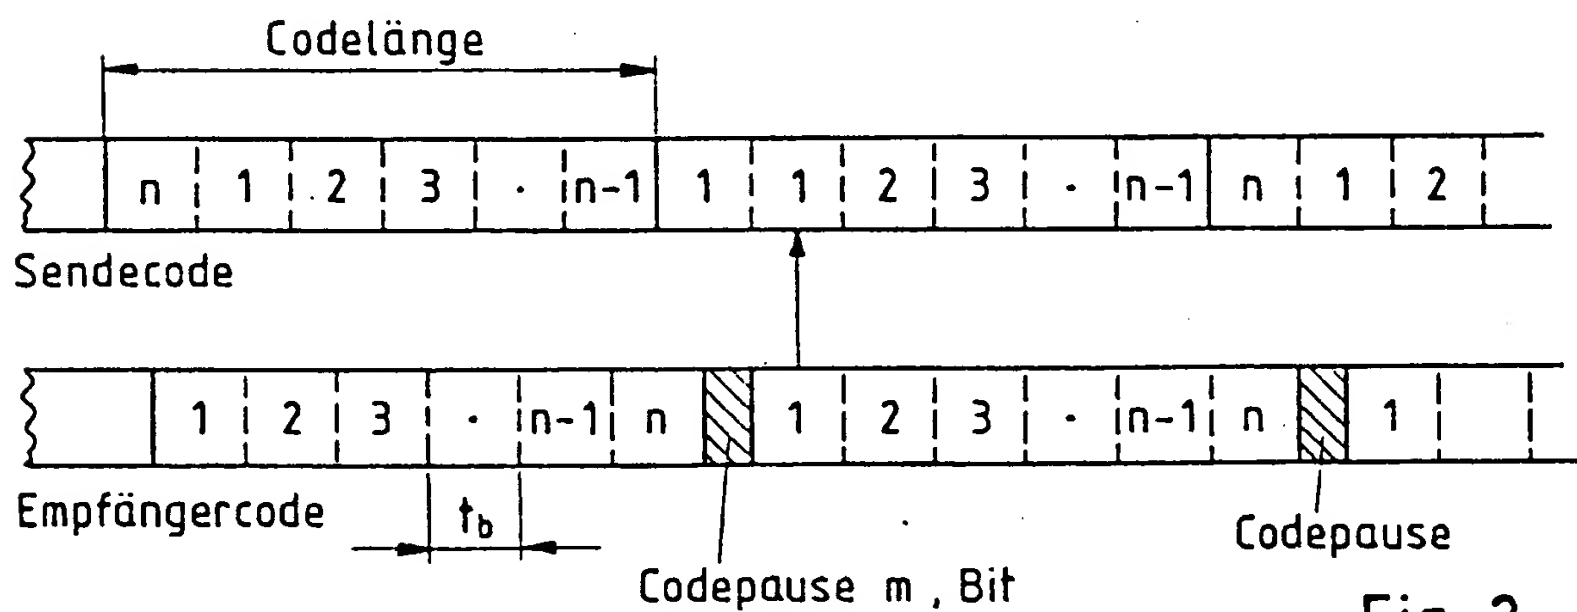 Codelänge
n 1 2 3 . n-1 1 1 2 3 . n-1 n 1 2
Sendecode
1 2 3 . n-1 n 1 2 3 . n-1 n 1
Empfängercode
t_b
Codepause
Codepause m, Bit